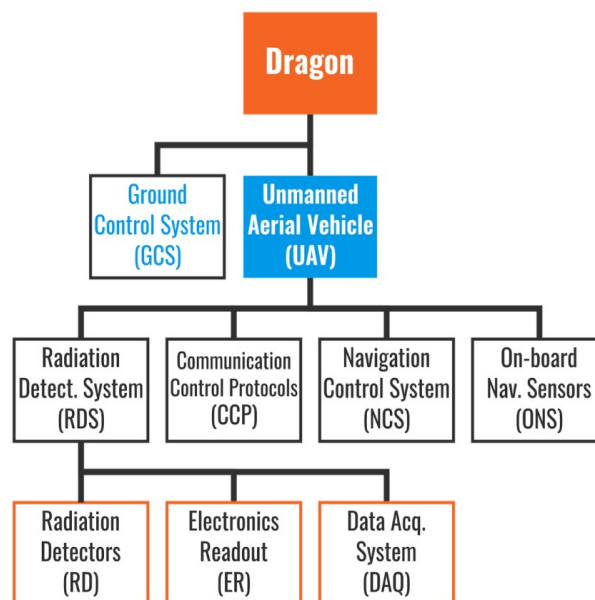 Dragon
Ground
Control System
(GCS)
Unmanned
Aerial Vehicle
(UAV)
Radiation
Detect. System
(RDS)
Communication
Control Protocols
(CCP)
Navigation
Control System
(NCS)
On-board
Nav. Sensors
(ONS)
Radiation
Detectors
(RD)
Electronics
Readout
(ER)
Data Acq.
System
(DAQ)